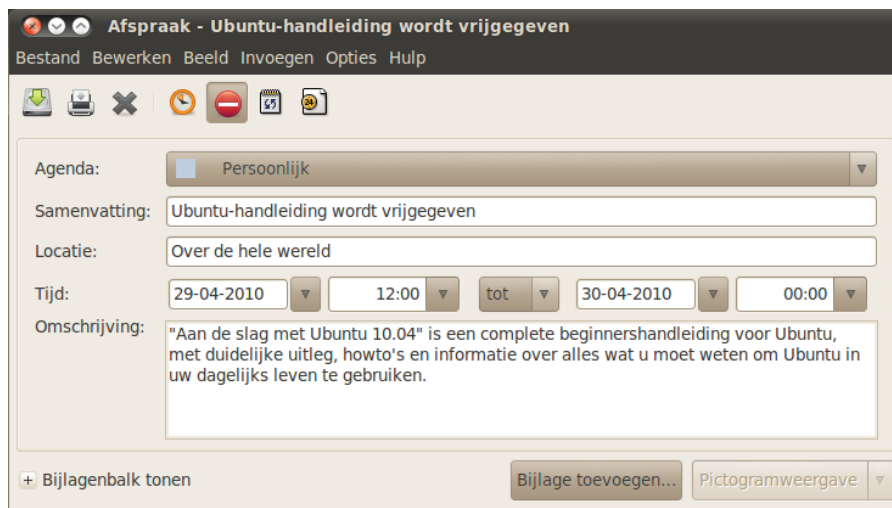 Afspraak - Ubuntu-handleiding wordt vrijgegeven
Bestand Bewerken Beeld Invoegen Opties Hulp
24
Agenda: Persoonlijk
Samenvatting: Ubuntu-handleiding wordt vrijgegeven
Locatie: Over de hele wereld
Tijd: 29-04-2010 12:00 tot 30-04-2010 00:00
Omschrijving: "Aan de slag met Ubuntu 10.04" is een complete beginnershandleiding voor Ubuntu,
met duidelijke uitleg, howto's en informatie over alles wat u moet weten om Ubuntu in
uw dagelijks leven te gebruiken.
+ Bijlagenbalk tonen Bijlage toevoegen... Pictogramweergave